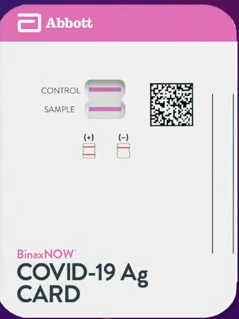 Abbott
CONTROL
SAMPLE
(+) (−)
BinaxNOW™
COVID-19 Ag
CARD